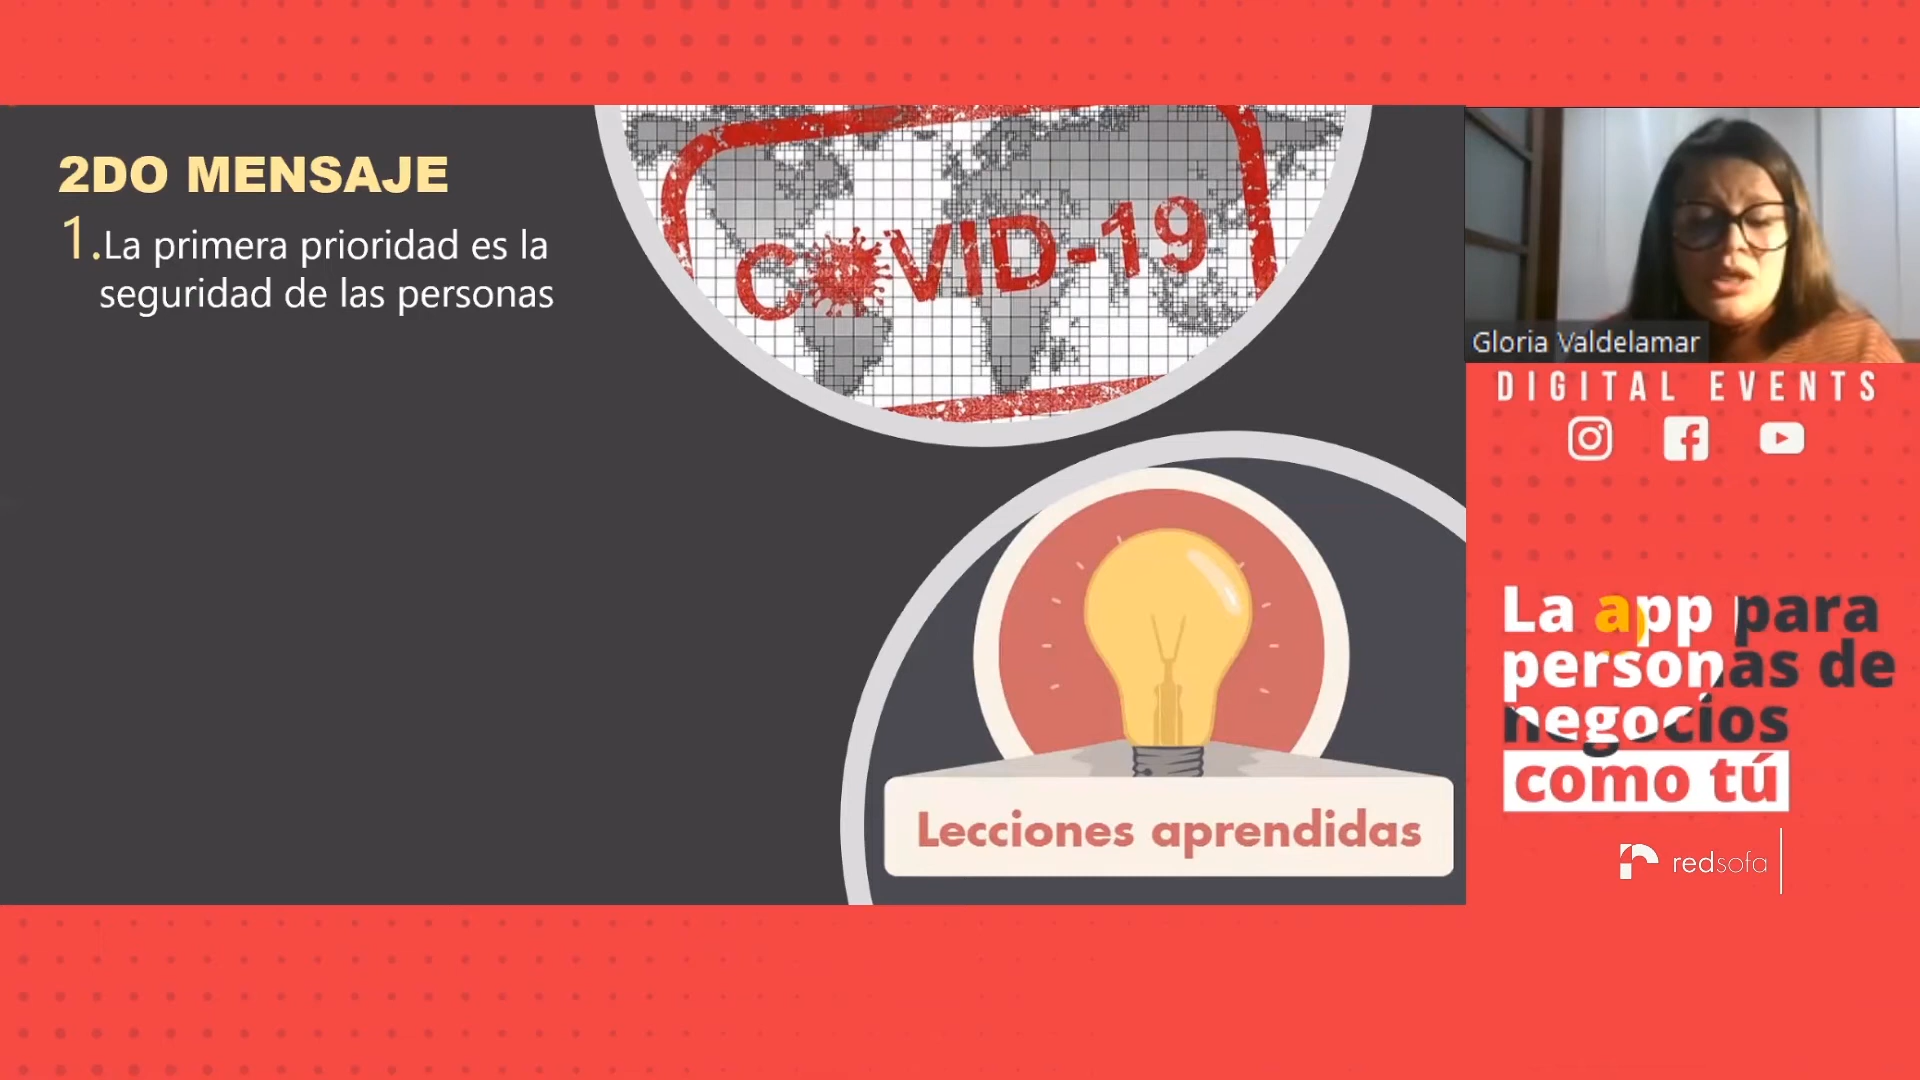 2DO MENSAJE
1.La primera prioridad es la
seguridad de las personas
COVID-19
Lecciones aprendidas
Gloria Valdelamar
DIGITAL EVENTS
La app para
personas de
negocios
como tú
redsofa